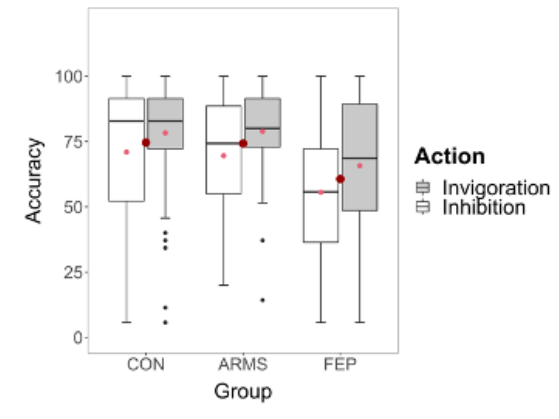 Accuracy
100
75
50
25
0
CON ARMS FEP
Group
Action
Invigoration
Inhibition